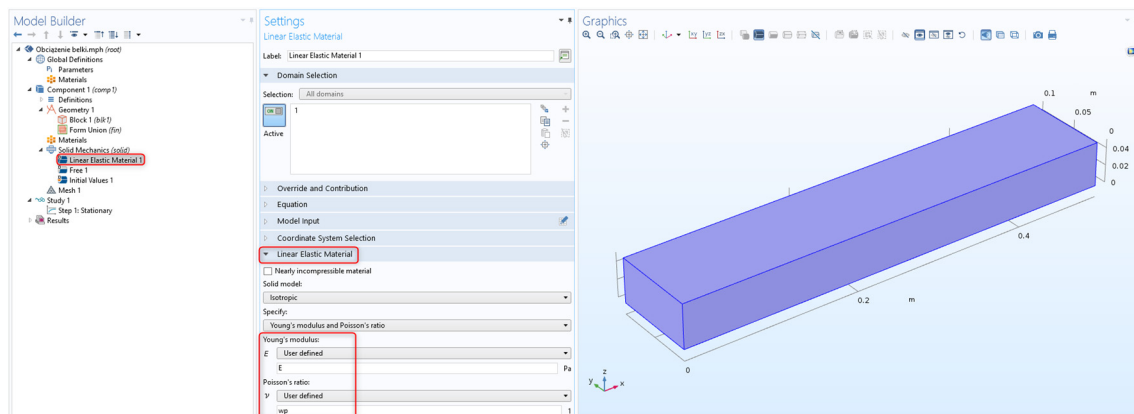 Model Builder
Obciążenie belki.mph (root)
Global Definitions
Pi Parameters
Materials
Component 1 (comp1)
Definitions
Geometry 1
Block 1 (blk1)
Form Union (fin)
Materials
Solid Mechanics (solid)
Linear Elastic Material 1
Free 1
Initial Values 1
Mesh 1
Study 1
Step 1: Stationary
Results
Settings
Linear Elastic Material
Label: Linear Elastic Material 1
Domain Selection
Selection: All domains
ON
1
Active
Override and Contribution
Equation
Model Input
Coordinate System Selection
Linear Elastic Material
Nearly incompressible material
Solid model:
Isotropic
Specify:
Young's modulus and Poisson's ratio
Young's modulus:
E User defined
E Pa
Poisson's ratio:
ν User defined
wp 1
Graphics
0.1 m
0.05
0
0.04
0.02
0
0.4
0.2 m
0
z
y x